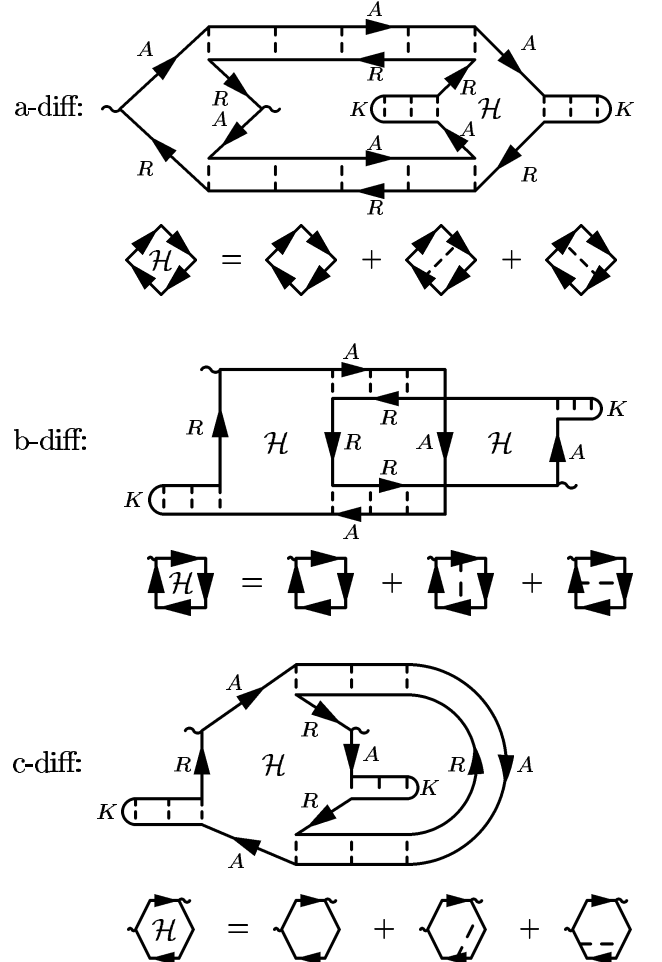 A A A
a-diff: R R R K ℋ K
A A A
R R R
ℋ = + +
A
R K
b-diff: R ℋ R A ℋ A
R
K
A
ℋ = + +
A
R
c-diff: R ℋ A R A
K R K
A
ℋ = + +